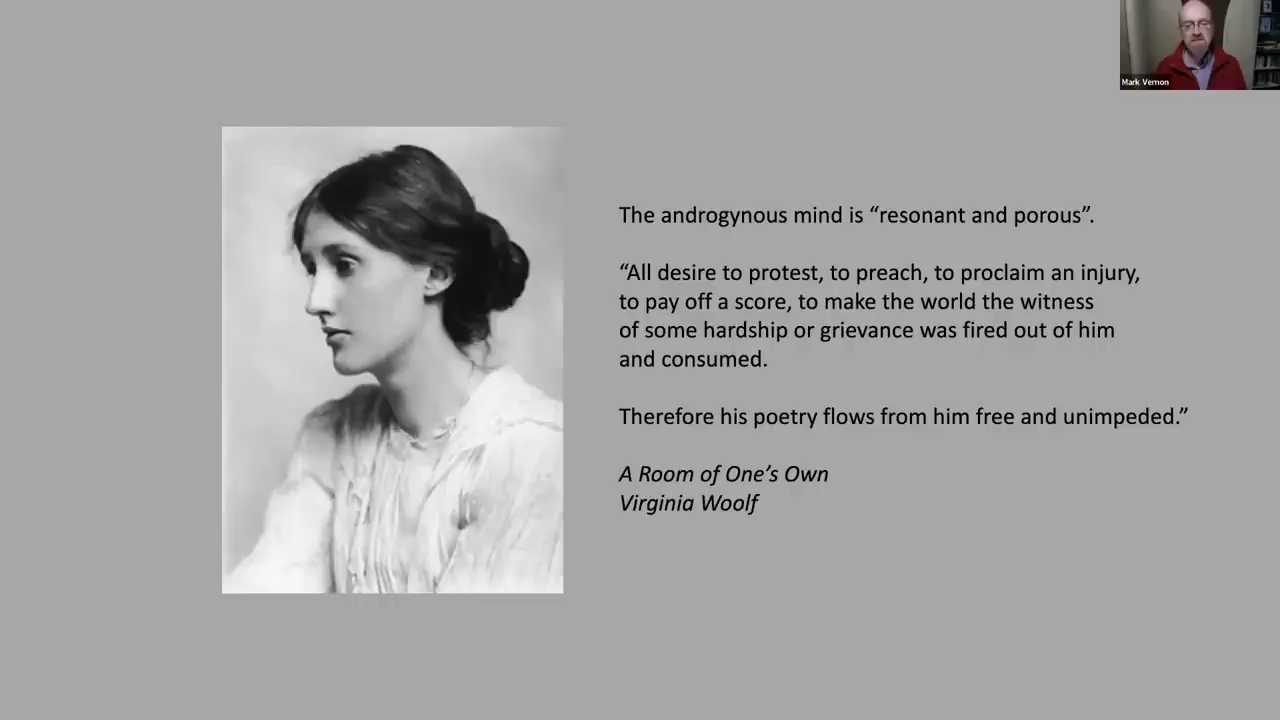 Mark Vernon
The androgynous mind is “resonant and porous”.
“All desire to protest, to preach, to proclaim an injury,
to pay off a score, to make the world the witness
of some hardship or grievance was fired out of him
and consumed.
Therefore his poetry flows from him free and unimpeded.”
A Room of One’s Own
Virginia Woolf